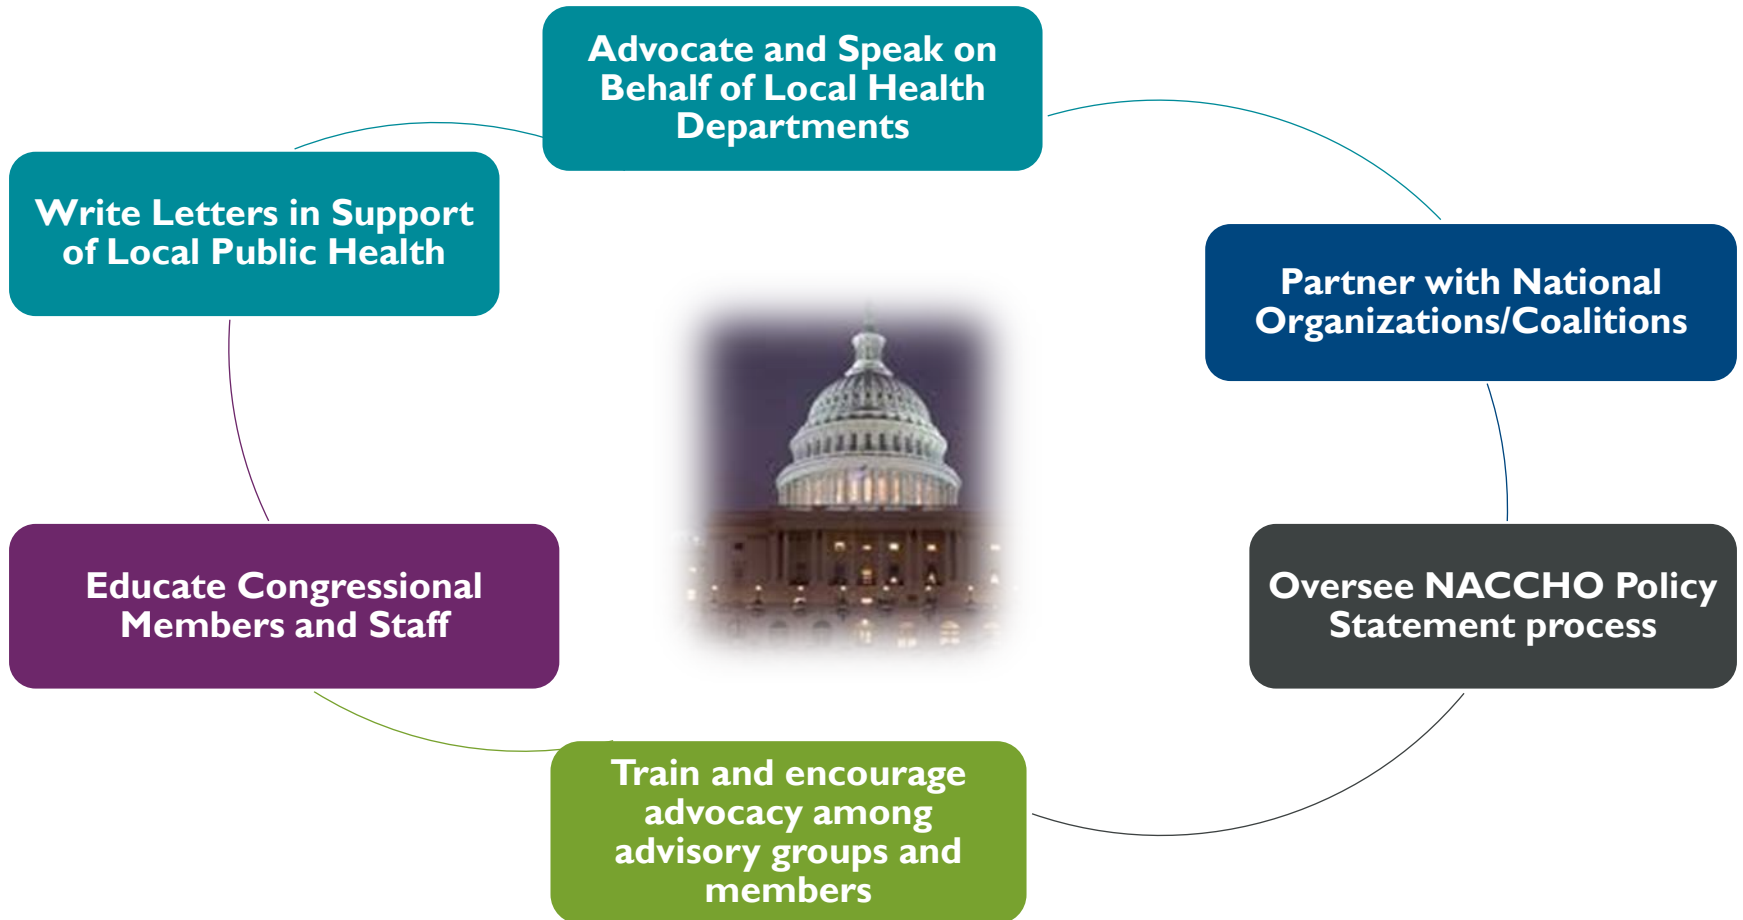 Advocate and Speak on
Behalf of Local Health
Departments
Write Letters in Support
of Local Public Health
Partner with National
Organizations/Coalitions
Educate Congressional
Members and Staff
Oversee NACCHO Policy
Statement process
Train and encourage
advocacy among
advisory groups and
members